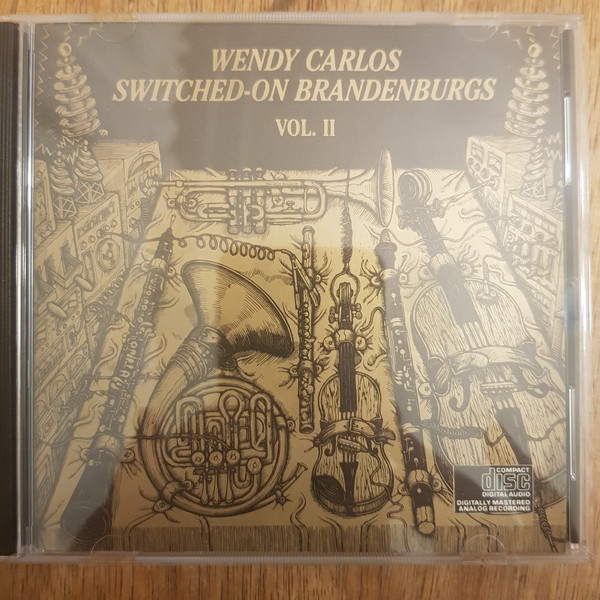 WENDY CARLOS
SWITCHED-ON BRANDENBURGS
VOL. II
COMPACT
disc
DIGITAL AUDIO
DIGITALLY MASTERED
ANALOG RECORDING